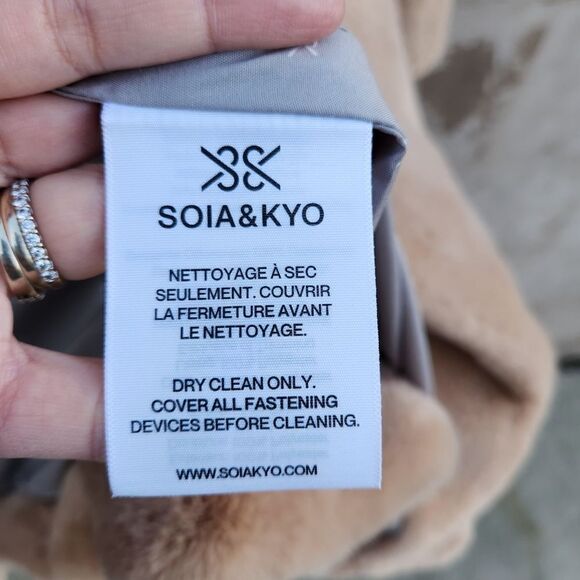 SOIA&KYO
NETTOYAGE À SEC
SEULEMENT. COUVRIR
LA FERMETURE AVANT
LE NETTOYAGE.
DRY CLEAN ONLY.
COVER ALL FASTENING
DEVICES BEFORE CLEANING.
WWW.SOIAKYO.COM